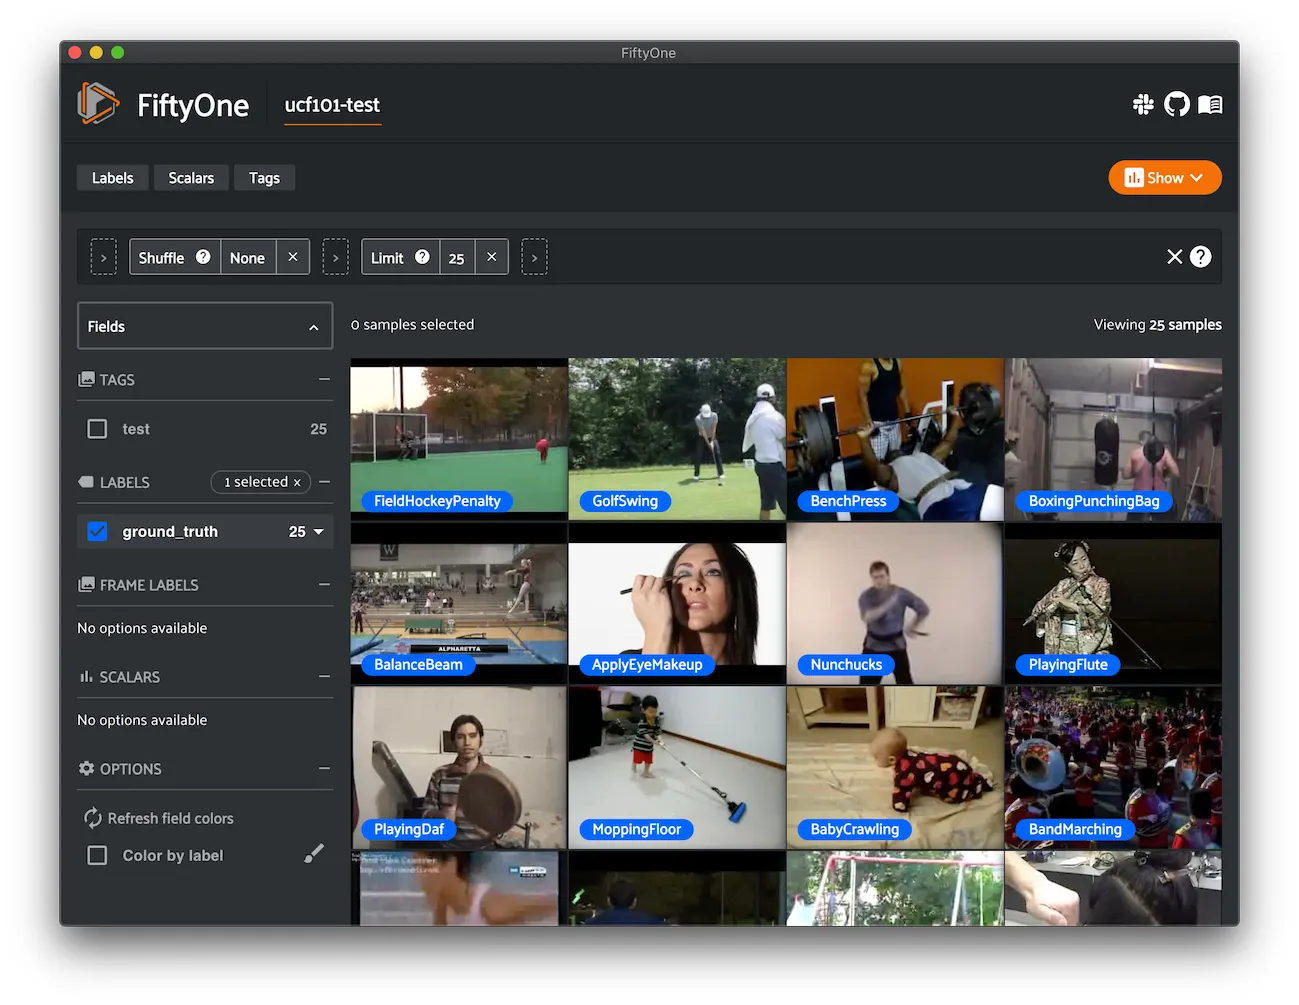 FiftyOne
FiftyOne
ucf101-test
Labels
Scalars
Tags
Show
Shuffle ? None ×
Limit ? 25 ×
?
Fields
0 samples selected
Viewing 25 samples
TAGS
test 25
LABELS
1 selected ×
ground_truth 25
FRAME LABELS
No options available
SCALARS
No options available
OPTIONS
Refresh field colors
Color by label
FieldHockeyPenalty
GolfSwing
BenchPress
BoxingPunchingBag
W
ALPHARETTA
BalanceBeam
ApplyEyeMakeup
Nunchucks
PlayingFlute
PlayingDaf
MoppingFloor
BabyCrawling
BandMarching